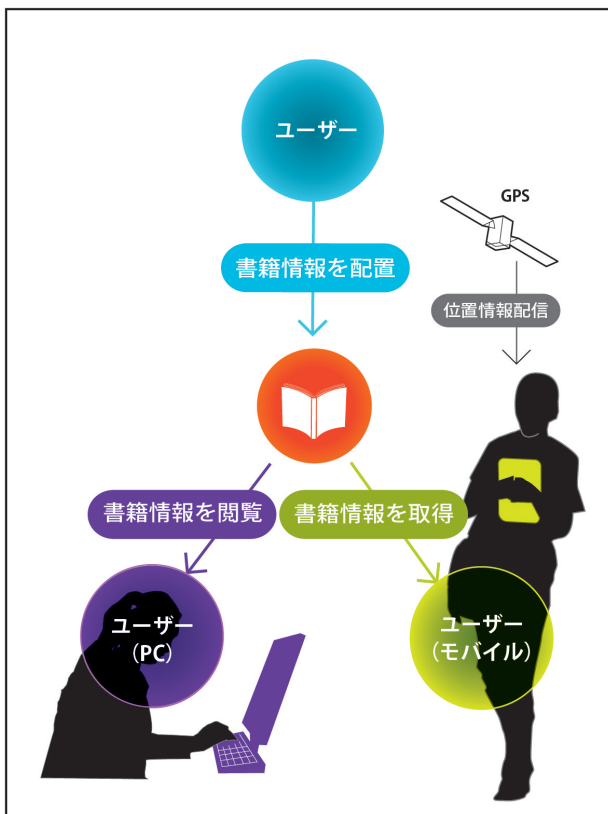 ユーザー
GPS
書籍情報を配置
位置情報配信
書籍情報を閲覧
書籍情報を取得
ユーザー
（PC）
ユーザー
（モバイル）